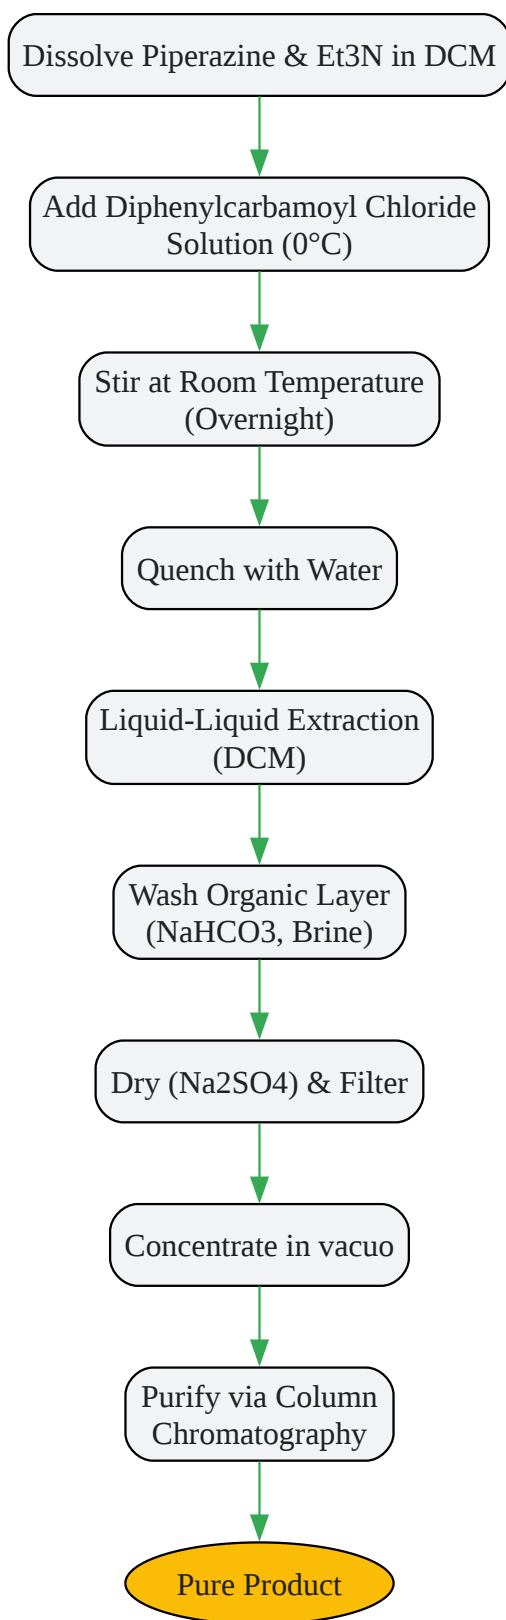 Dissolve Piperazine & Et3N in DCM
Add Diphenylcarbamoyl Chloride
Solution (0°C)
Stir at Room Temperature
(Overnight)
Quench with Water
Liquid-Liquid Extraction
(DCM)
Wash Organic Layer
(NaHCO3, Brine)
Dry (Na2SO4) & Filter
Concentrate in vacuo
Purify via Column
Chromatography
Pure Product